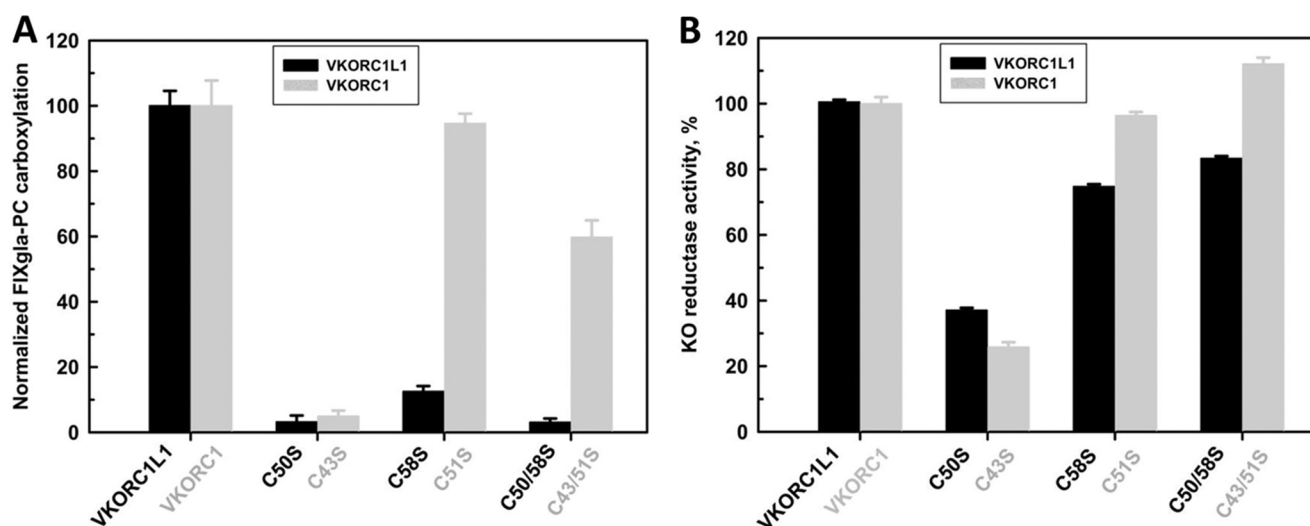 A
Normalized FIXgla-PC carboxylation
120
100
80
60
40
20
0
VKORC1L1
VKORC1
VKORC1L1
VKORC1
C50S
C43S
C58S
C51S
C50/58S
C43/51S
B
KO reductase activity, %
120
100
80
60
40
20
0
VKORC1L1
VKORC1
VKORC1L1
VKORC1
C50S
C43S
C58S
C51S
C50/58S
C43/51S